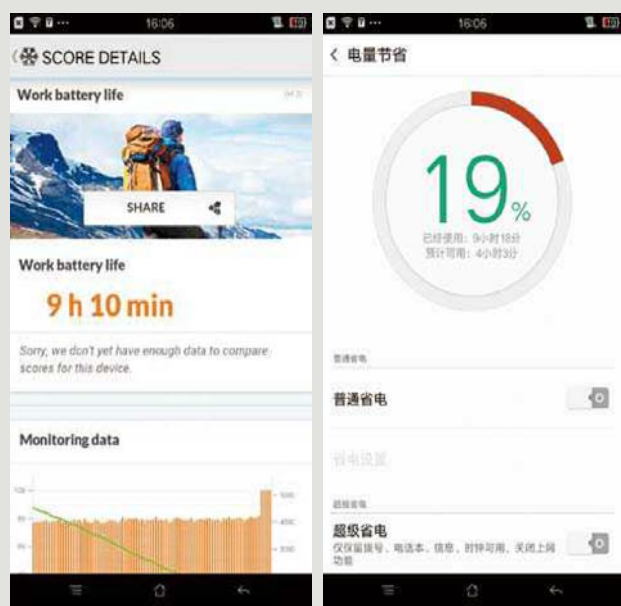 16:06
SCORE DETAILS
Work battery life
SHARE
Work battery life
9 h 10 min
Sorry, we don't yet have enough data to compare
scores for this device.
Monitoring data
16:06
电量节省
19%
已经使用：9小时18分
预计可用：4小时3分
普通省电
普通省电
省电设置
超级省电
超级省电
仅保留拨号、电话本、信息、时钟可用，关闭上网
功能